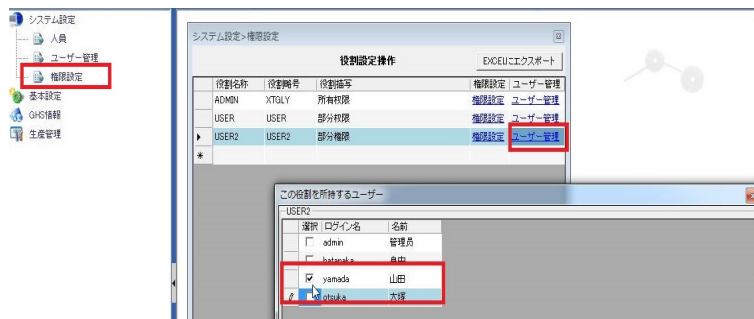 システム設定
人員
ユーザー管理
権限設定
基本設定
GHS情報
生産管理
システム設定>権限設定
役割設定操作
EXCELにエクスポート
役割名称 役割略号 役割描写 権限設定 ユーザー管理
ADMIN XTGLY 所有权限 権限設定 ユーザー管理
USER USER 部分权限 権限設定 ユーザー管理
USER2 USER2 部分権限 権限設定 ユーザー管理
この役割を所持するユーザー
USER2
選択 ログイン名 名前
admin 管理员
hatanaka 畠中
yamada 山田
otsuka 大塚